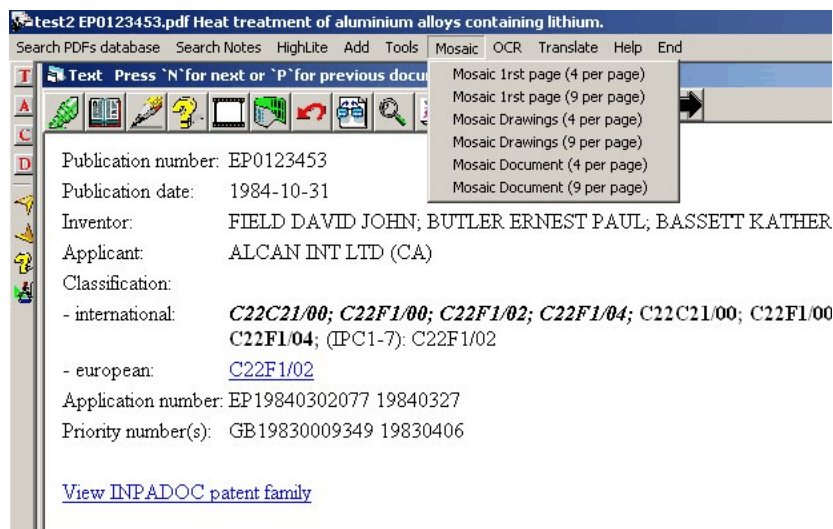 test2 EP0123453.pdf Heat treatment of aluminium alloys containing lithium.
Search PDFs database Search Notes HighLite Add Tools Mosaic OCR Translate Help End
T Text Press `N`for next or `P`for previous docu
Mosaic 1rst page (4 per page)
Mosaic 1rst page (9 per page)
Mosaic Drawings (4 per page)
Mosaic Drawings (9 per page)
Mosaic Document (4 per page)
Mosaic Document (9 per page)
A
C
D
Publication number: EP0123453
Publication date: 1984-10-31
Inventor: FIELD DAVID JOHN; BUTLER ERNEST PAUL; BASSETT KATHER
Applicant: ALCAN INT LTD (CA)
Classification:
- international: C22C21/00; C22F1/00; C22F1/02; C22F1/04; C22C21/00; C22F1/00
C22F1/04; (IPC1-7): C22F1/02
- european: C22F1/02
Application number: EP19840302077 19840327
Priority number(s): GB19830009349 19830406
View INPADOC patent family